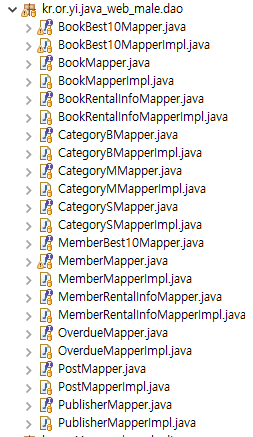 kr.or.yi.java_web_male.dao
BookBest10Mapper.java
BookBest10MapperImpl.java
BookMapper.java
BookMapperImpl.java
BookRentalInfoMapper.java
BookRentalInfoMapperImpl.java
CategoryBMapper.java
CategoryBMapperImpl.java
CategoryMMapper.java
CategoryMMapperImpl.java
CategorySMapper.java
CategorySMapperImpl.java
MemberBest10Mapper.java
MemberMapper.java
MemberMapperImpl.java
MemberRentalInfoMapper.java
MemberRentalInfoMapperImpl.java
OverdueMapper.java
OverdueMapperImpl.java
PostMapper.java
PostMapperImpl.java
PublisherMapper.java
PublisherMapperImpl.java